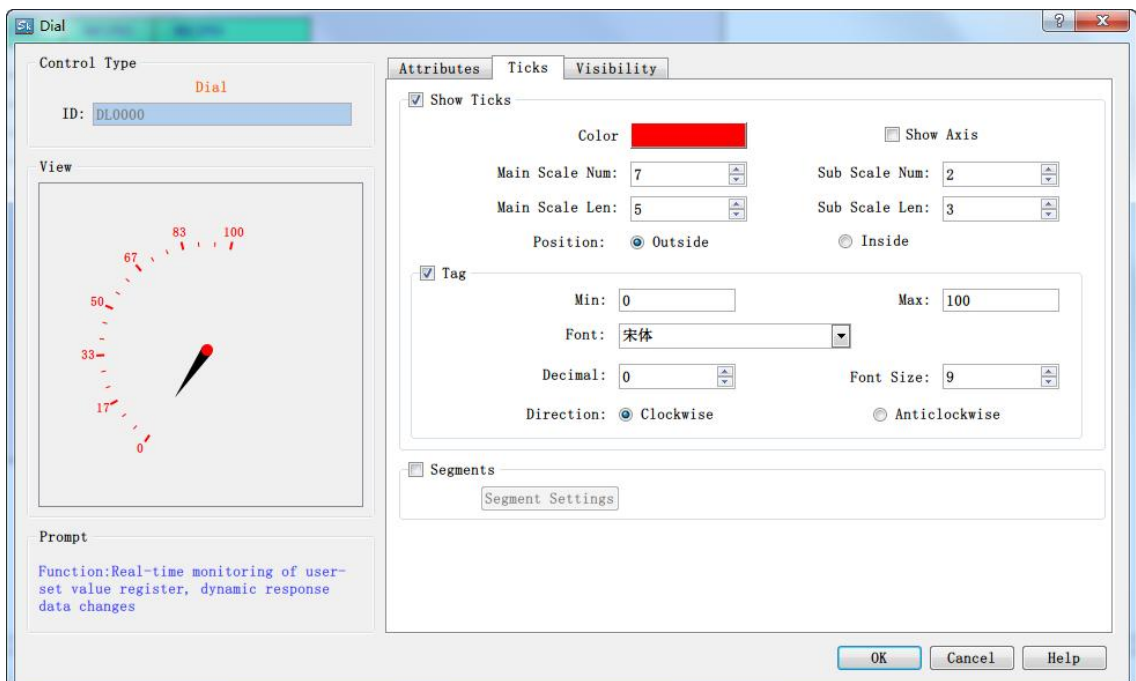 Dial
Control Type
Dial
ID: DL0000
View
83 100
67
50
33
17
0
Prompt
Function:Real-time monitoring of user-
set value register, dynamic response
data changes
Attributes Ticks Visibility
Show Ticks
Color Show Axis
Main Scale Num: 7 Sub Scale Num: 2
Main Scale Len: 5 Sub Scale Len: 3
Position: Outside Inside
Tag
Min: 0 Max: 100
Font: 宋体
Decimal: 0 Font Size: 9
Direction: Clockwise Anticlockwise
Segments
Segment Settings
OK Cancel Help